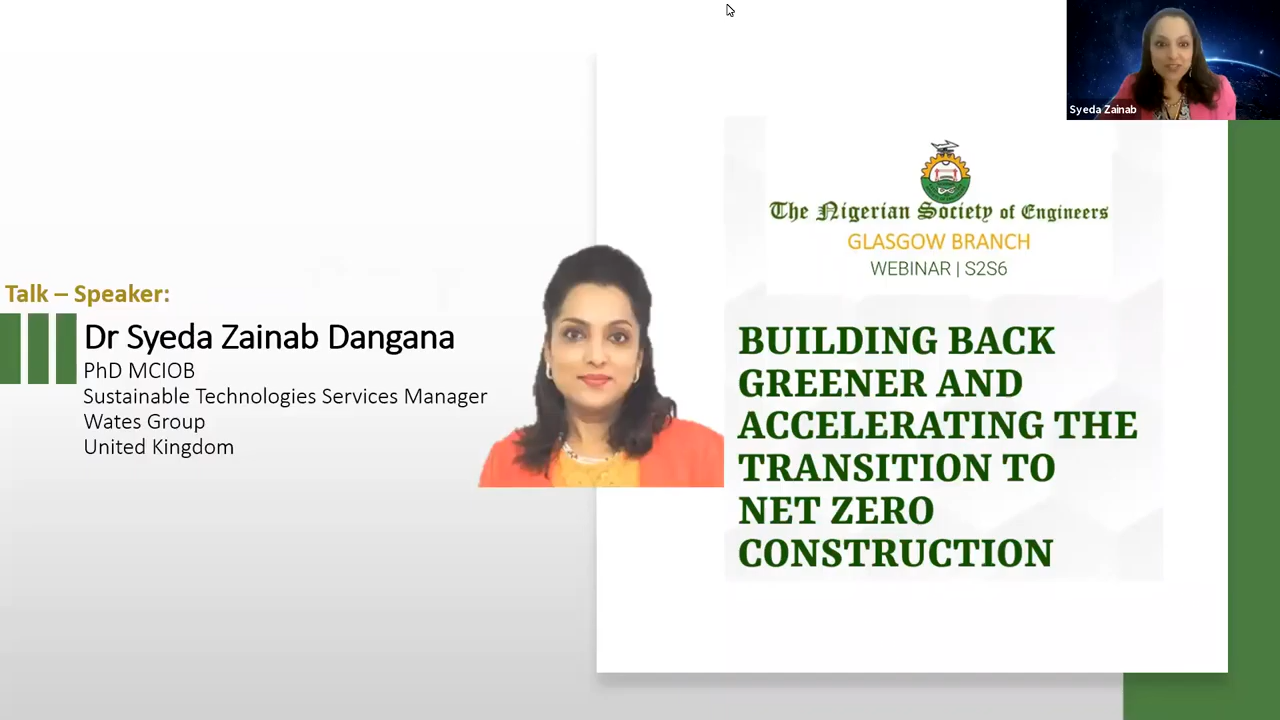 Syeda Zainab
The Nigerian Society of Engineers
GLASGOW BRANCH
WEBINAR | S2S6
Talk – Speaker:
Dr Syeda Zainab Dangana
PhD MCIOB
Sustainable Technologies Services Manager
Wates Group
United Kingdom
BUILDING BACK
GREENER AND
ACCELERATING THE
TRANSITION TO
NET ZERO
CONSTRUCTION